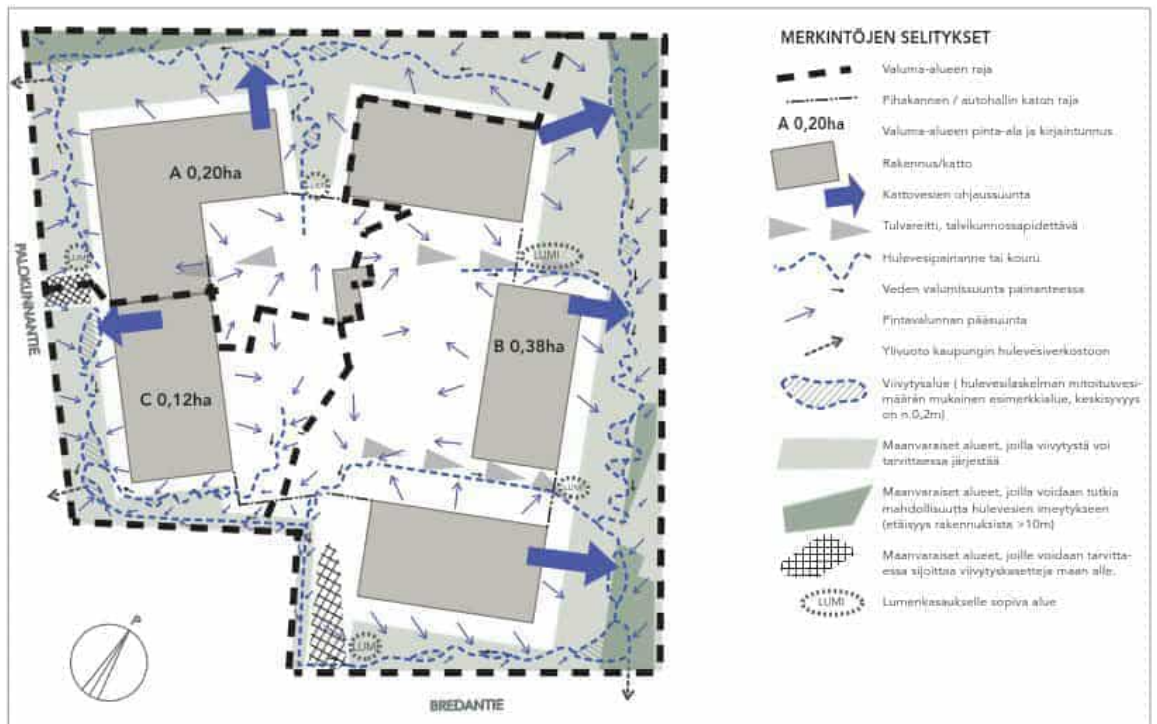 MERKINTÖJEN SELITYKSET
Valuma-alueen raja
Pihakannen / autohallin katon raja
A 0,20ha
Valuma-alueen pinta-ala ja kirjaintunnus
Rakennus/katto
Kattovesien ohjaussuunta
Tulvareitti, talvikunnossapidettävä
Hulevesipainanne tai kouru
Veden valumissuunta painanteessa
Pintavalunnan pääsuunta
Ylivuoto kaupungin hulevesiverkostoon
Viivytysalue ( hulevesilaskelman mitoitusvesi-
määrän mukainen esimerkkialue, keskisyvyys
on n.0,2m)
Maanvaraiset alueet, joilla viivytystä voi
tarvittaessa järjestää
Maanvaraiset alueet, joilla voidaan tutkia
mahdollisuutta hulevesien imeytykseen
(etäisyys rakennuksista >10m)
Maanvaraiset alueet, joille voidaan tarvitta-
essa sijoittaa viivytyskasetteja maan alle.
LUMI
Lumenkasaukselle sopiva alue
A 0,20ha
LUMI
LUMI
LUMI
PALOKUNNANTIE
B 0,38ha
C 0,12ha
LUMI
LUMI
P
BREDANTIE